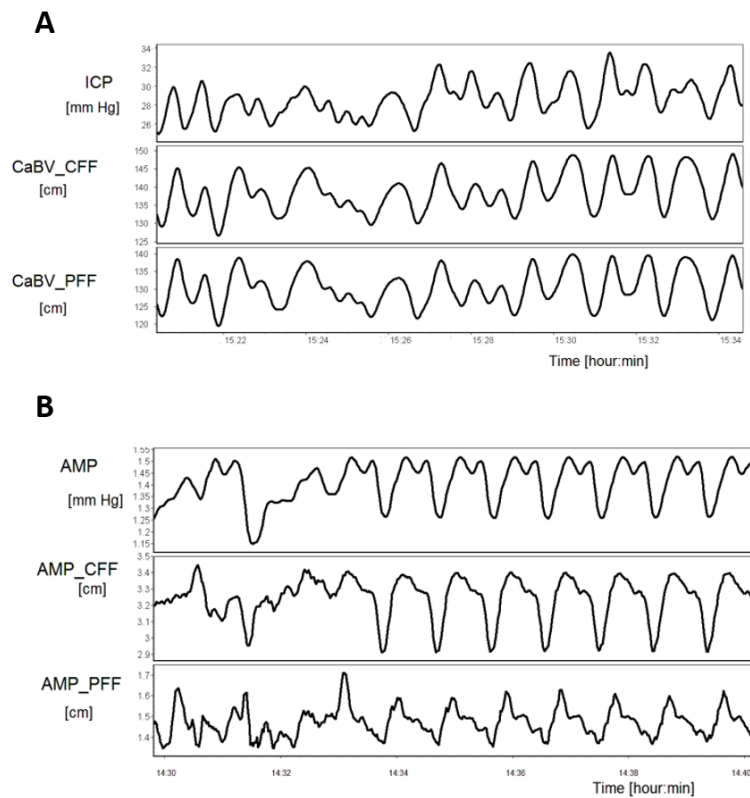 A
ICP
[mm Hg]
34
32
30
28
26
CaBV_CFF
[cm]
150
145
140
135
130
125
CaBV_PFF
[cm]
140
135
130
125
120
15:22 15:24 15:26 15:28 15:30 15:32 15:34
Time [hour:min]
B
AMP
[mm Hg]
1.55
1.5
1.45
1.4
1.35
1.3
1.25
1.2
1.15
AMP_CFF
[cm]
3.5
3.4
3.3
3.2
3.1
3
2.9
AMP_PFF
[cm]
1.7
1.6
1.5
1.4
14:30 14:32 14:34 14:36 14:38 14:40
Time [hour:min]